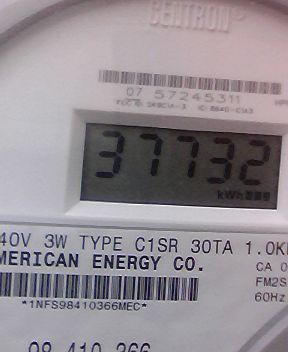 CENTRON®
07 57245311
37732
kWh
40V 3W TYPE C1SR 30TA 1.0K
MERICAN ENERGY CO.
CA 0
FM2S
60Hz
*1NFS98410366MEC*
98 410 366